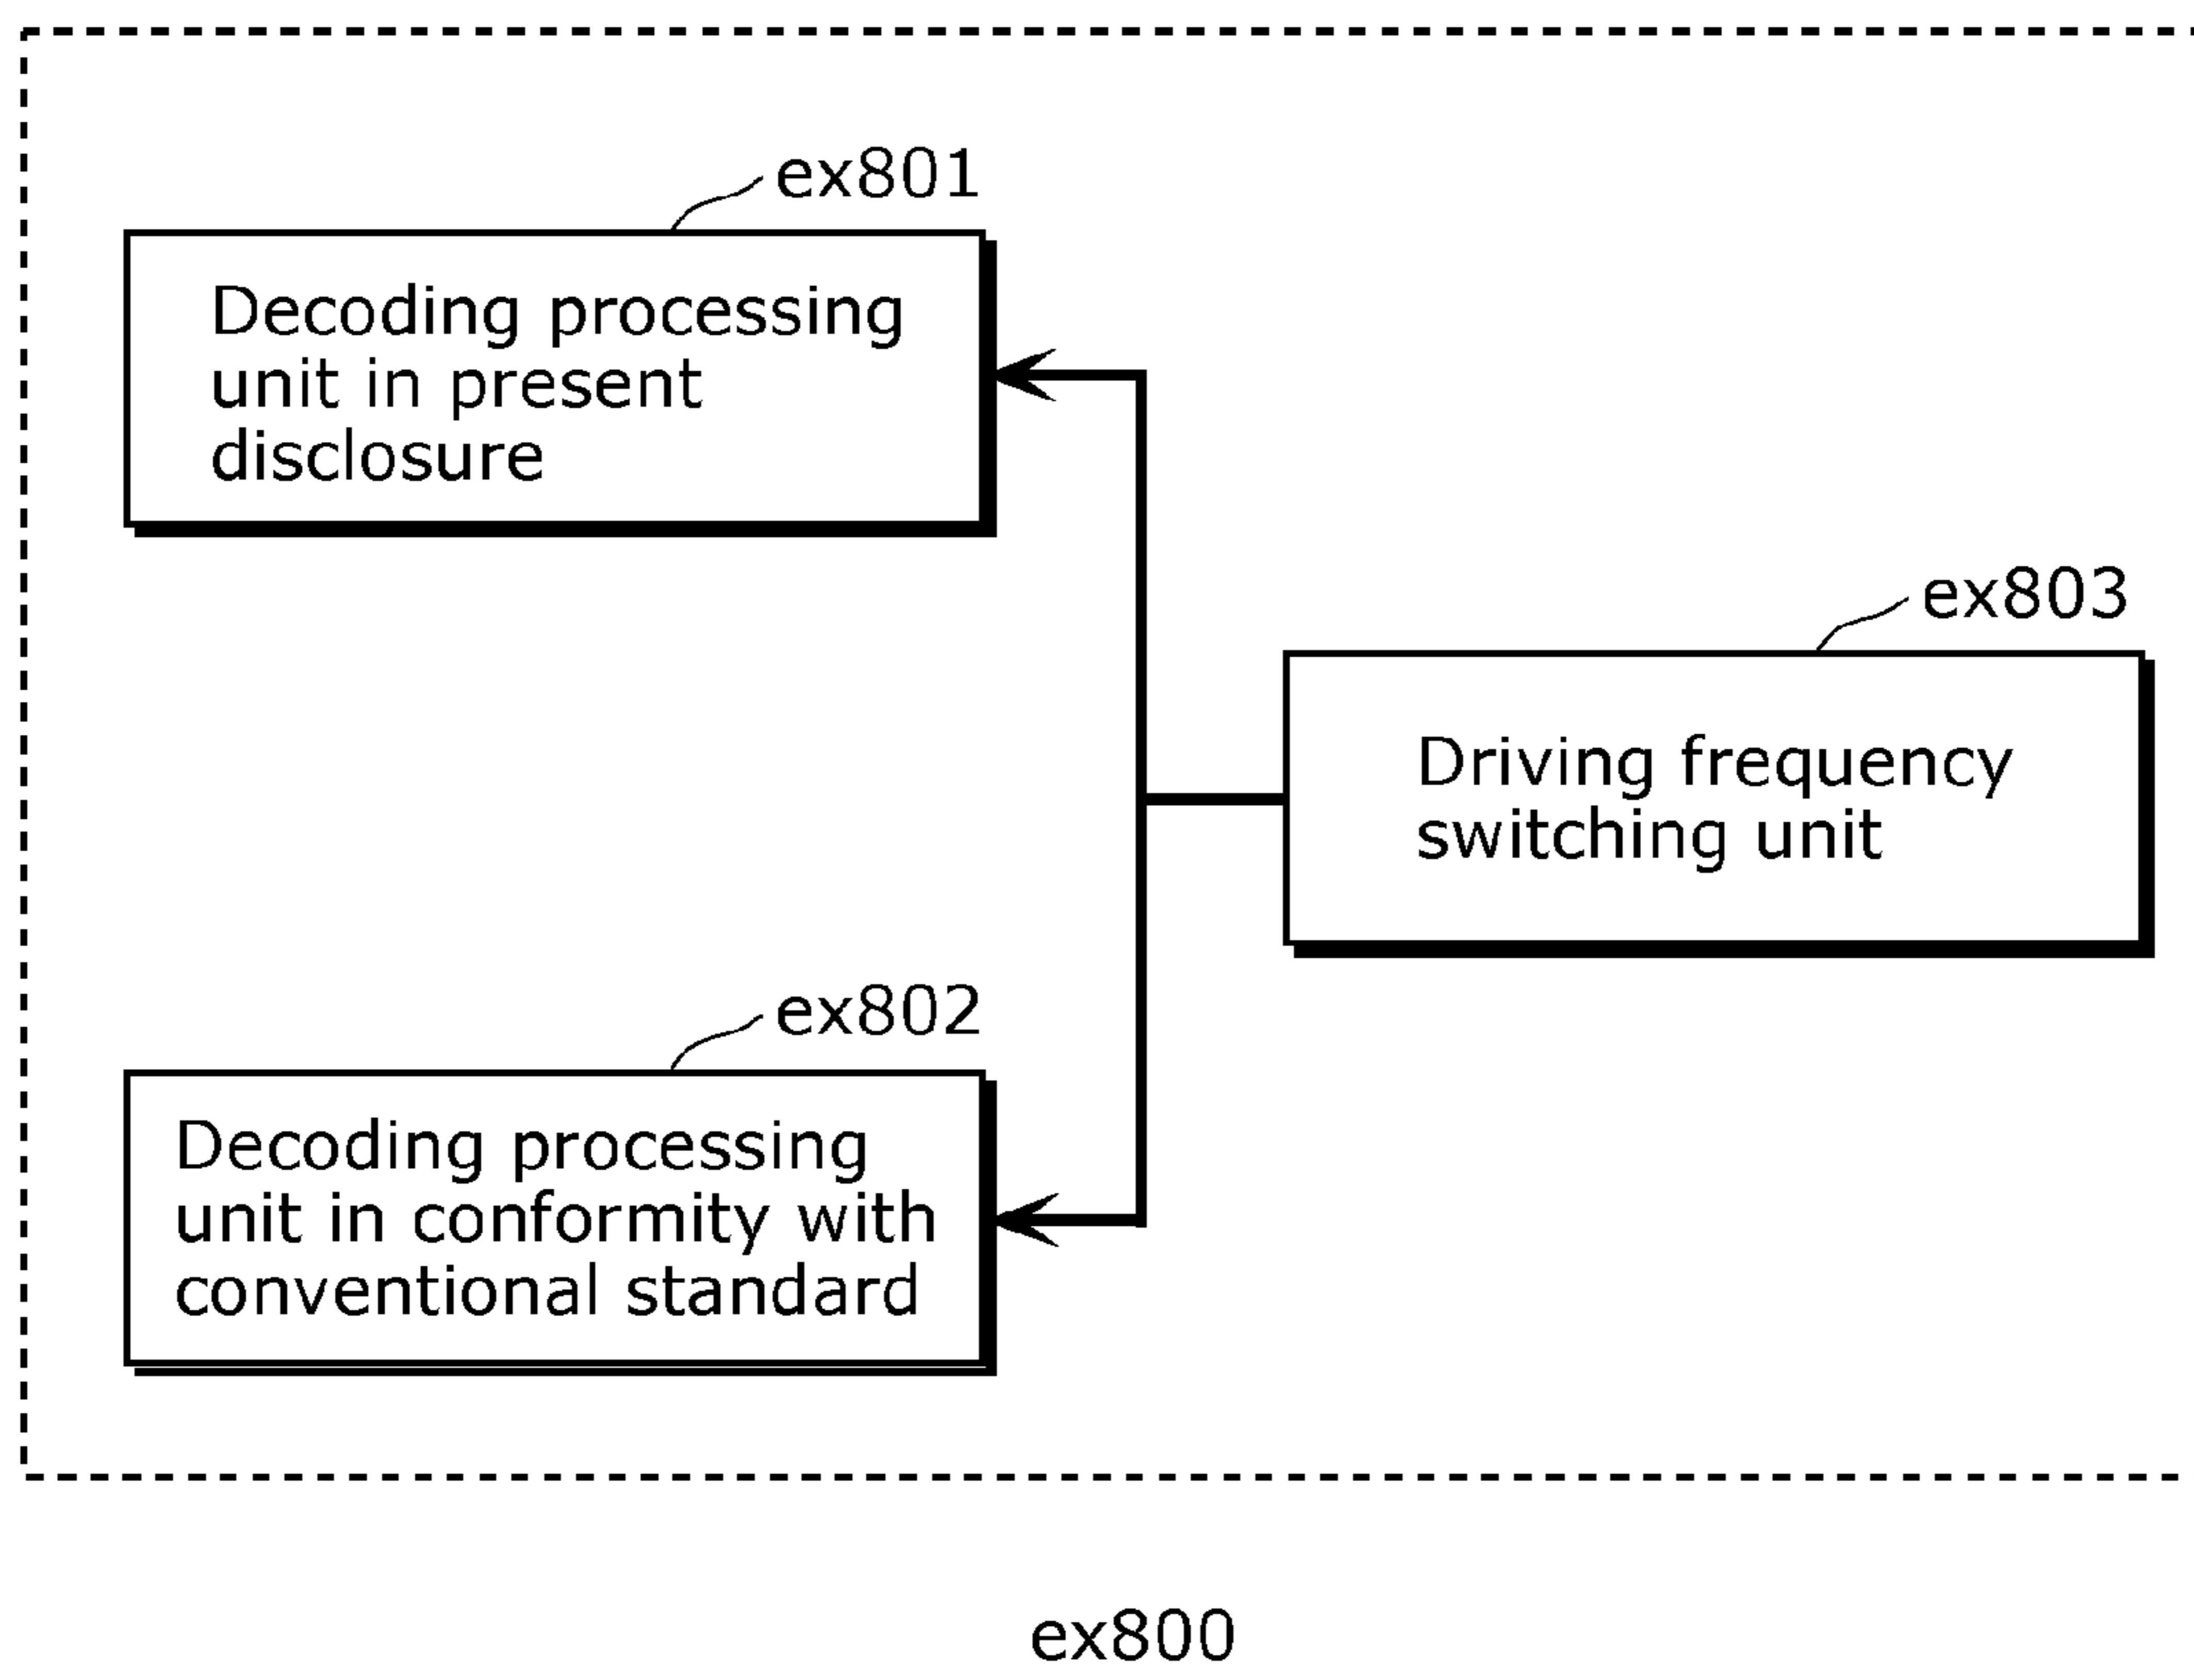 ex801
Decoding processing
unit in present
disclosure
ex803
Driving frequency
switching unit
ex802
Decoding processing
unit in conformity with
conventional standard
ex800